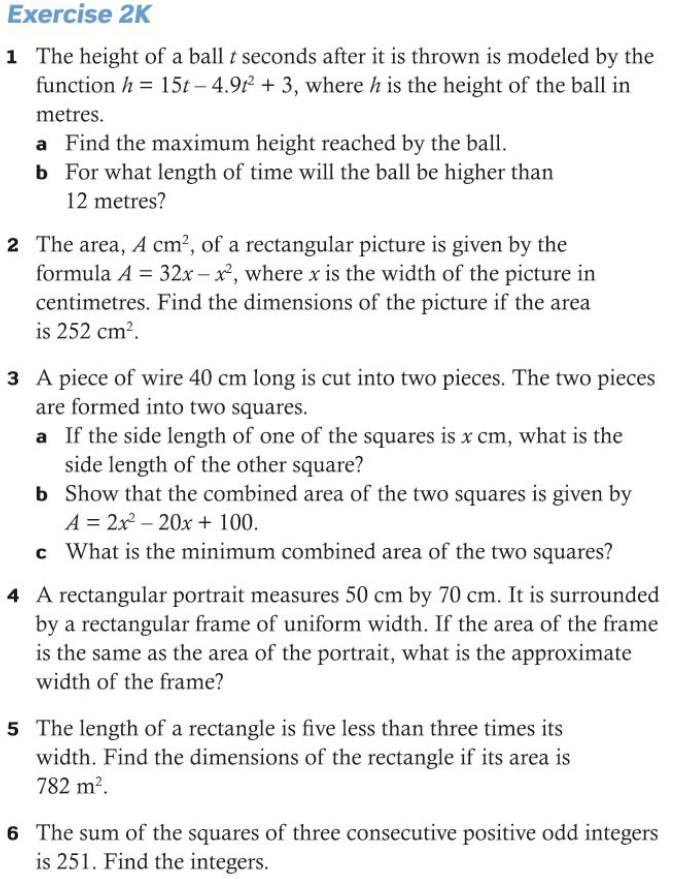 Exercise 2K
1 The height of a ball t seconds after it is thrown is modeled by the
function h = 15t – 4.9t² + 3, where h is the height of the ball in
metres.
a Find the maximum height reached by the ball.
b For what length of time will the ball be higher than
12 metres?
2 The area, A cm², of a rectangular picture is given by the
formula A = 32x – x², where x is the width of the picture in
centimetres. Find the dimensions of the picture if the area
is 252 cm².
3 A piece of wire 40 cm long is cut into two pieces. The two pieces
are formed into two squares.
a If the side length of one of the squares is x cm, what is the
side length of the other square?
b Show that the combined area of the two squares is given by
A = 2x² – 20x + 100.
c What is the minimum combined area of the two squares?
4 A rectangular portrait measures 50 cm by 70 cm. It is surrounded
by a rectangular frame of uniform width. If the area of the frame
is the same as the area of the portrait, what is the approximate
width of the frame?
5 The length of a rectangle is five less than three times its
width. Find the dimensions of the rectangle if its area is
782 m².
6 The sum of the squares of three consecutive positive odd integers
is 251. Find the integers.